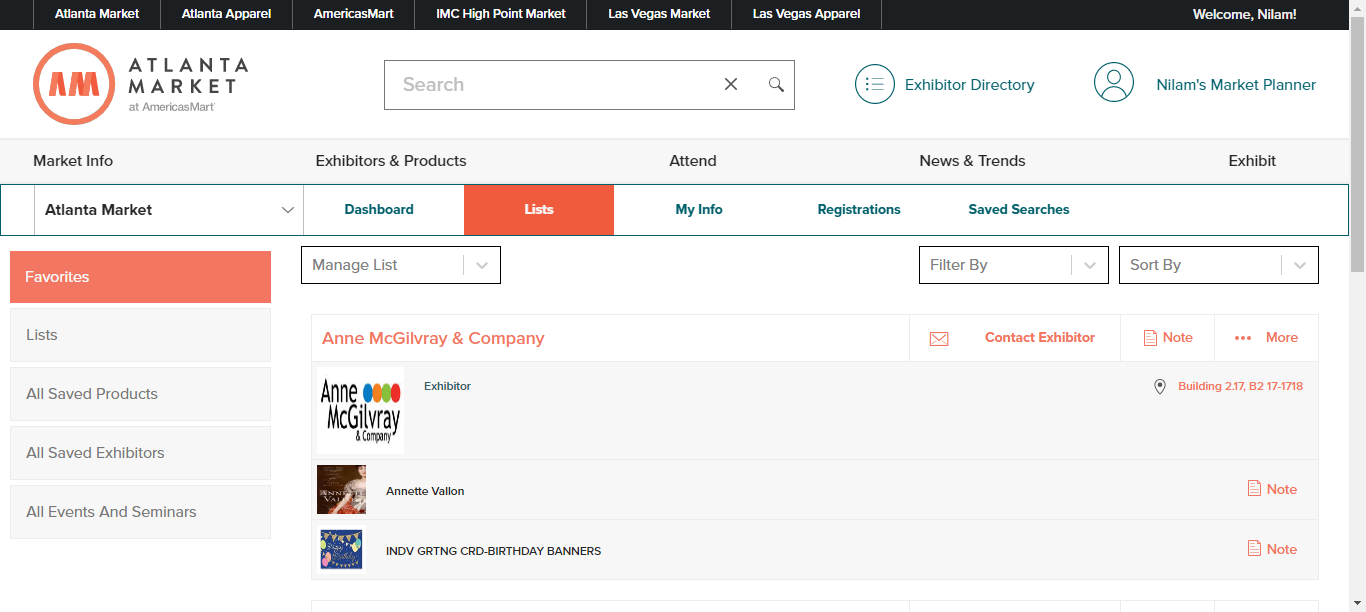 Atlanta Market
Atlanta Apparel
AmericasMart
IMC High Point Market
Las Vegas Market
Las Vegas Apparel
Welcome, Nilam!
AM
ATLANTA
MARKET
at AmericasMart
Search
Exhibitor Directory
Nilam's Market Planner
Market Info
Exhibitors & Products
Attend
News & Trends
Exhibit
Atlanta Market
Dashboard
Lists
My Info
Registrations
Saved Searches
Favorites
Lists
All Saved Products
All Saved Exhibitors
All Events And Seminars
Manage List
Filter By
Sort By
Anne McGilvray & Company
Contact Exhibitor
Note
More
Anne
McGilvray
& Company
Exhibitor
Building 2.17, B2 17-1718
ANNETTE
VALLON
Annette Vallon
Note
INDV GRTNG CRD-BIRTHDAY BANNERS
Note